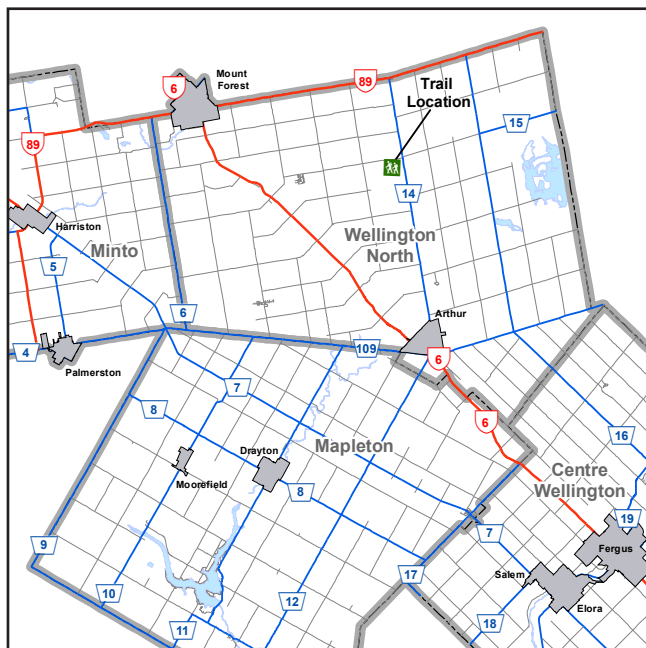 Mount
Forest
6
89
Trail
Location
15
89
14
Harriston
Wellington
North
Minto
5
6
Arthur
4
Palmerston
109
6
7
8
6
16
Mapleton
Drayton
Moorefield
8
Centre
Wellington
19
7
9
Fergus
17
Salem
10
12
Elora
11
18